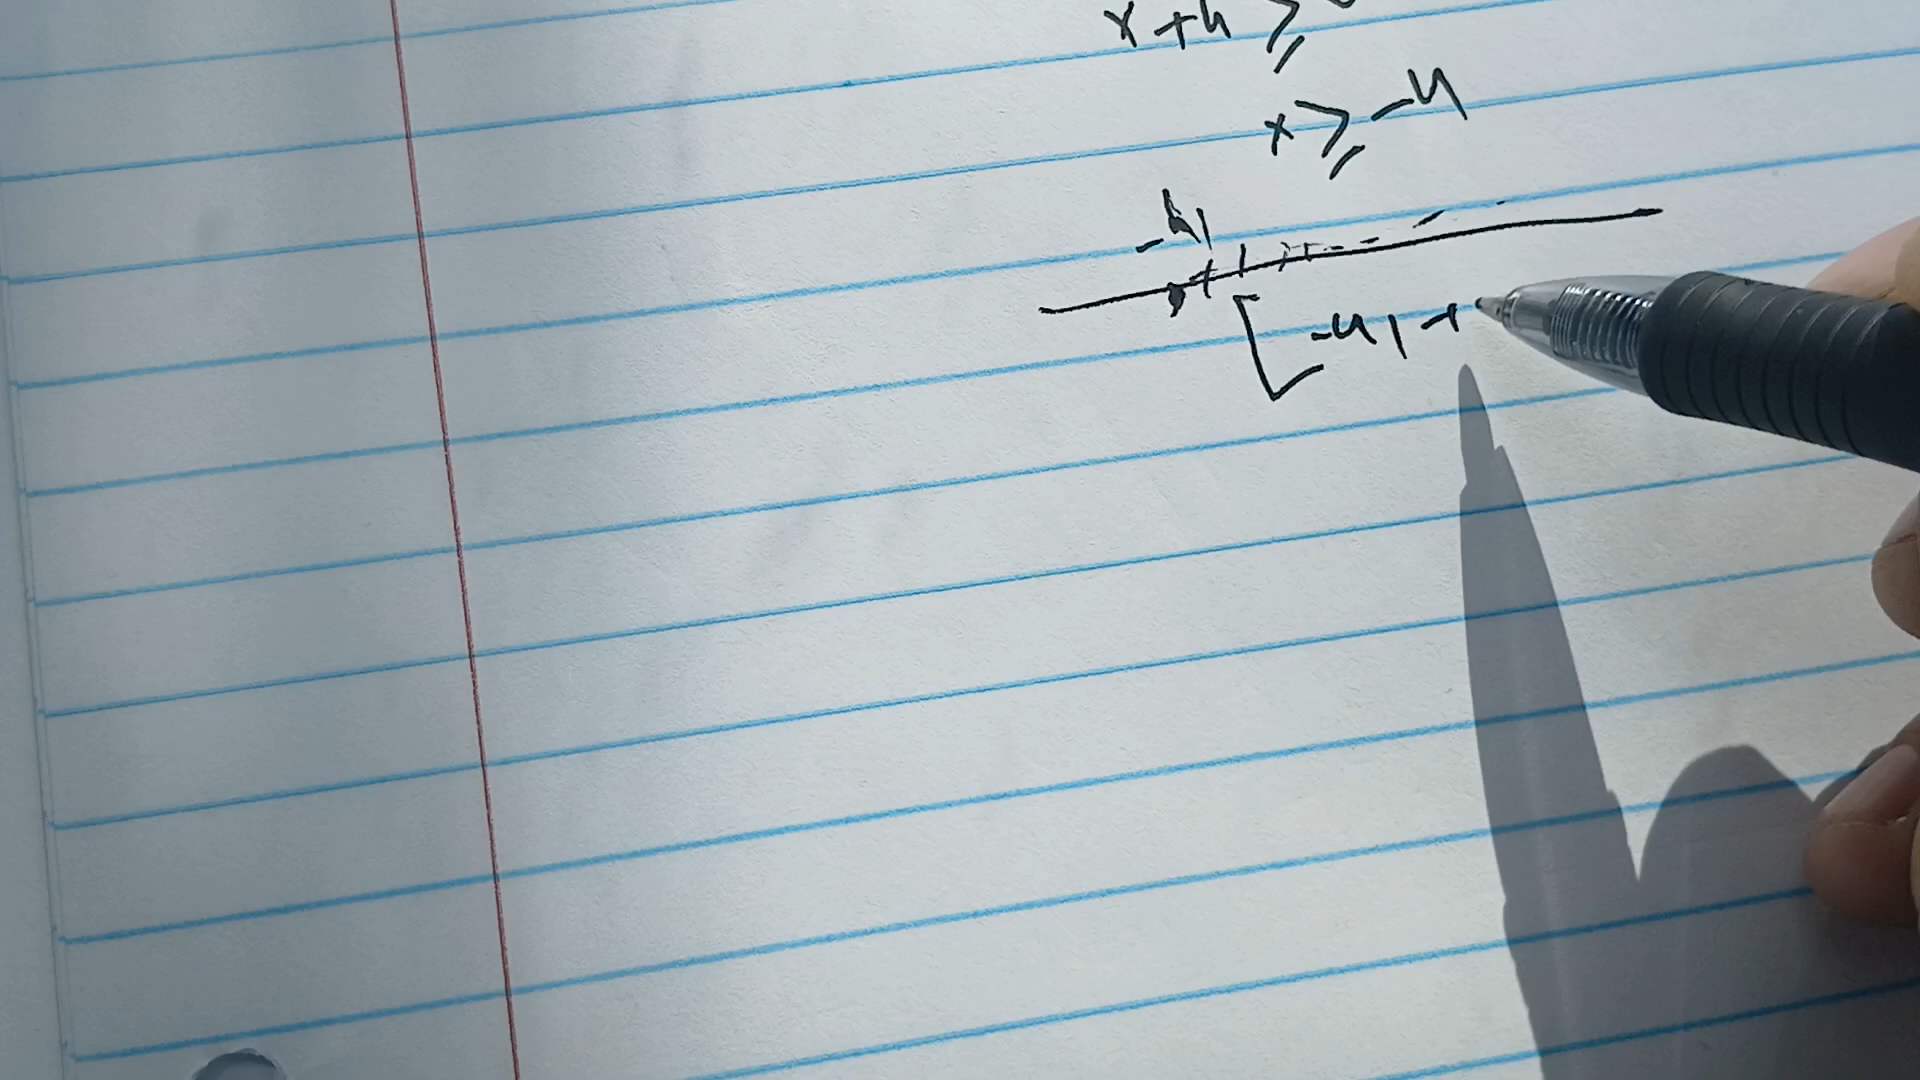 x + 4 ≥
x ≥ -4
-4
[-4, +